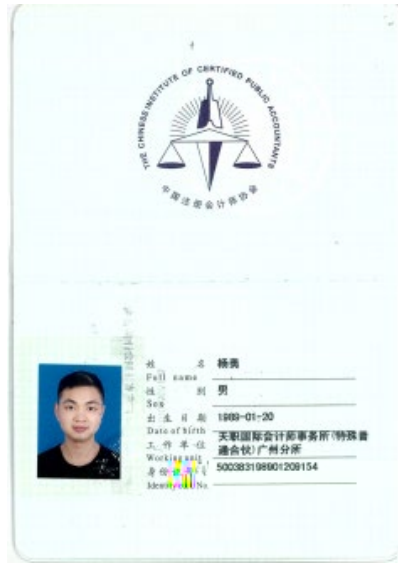 THE CHINESE INSTITUTE OF CERTIFIED PUBLIC ACCOUNTANTS
中国注册会计师协会
姓 名 杨勇
Full name
性 别 男
Sex
出生日期 1989-01-20
Date of birth
工作单位 天职国际会计师事务所(特殊普
Working unit 通合伙)广州分所
身份 500383198901209154
No.